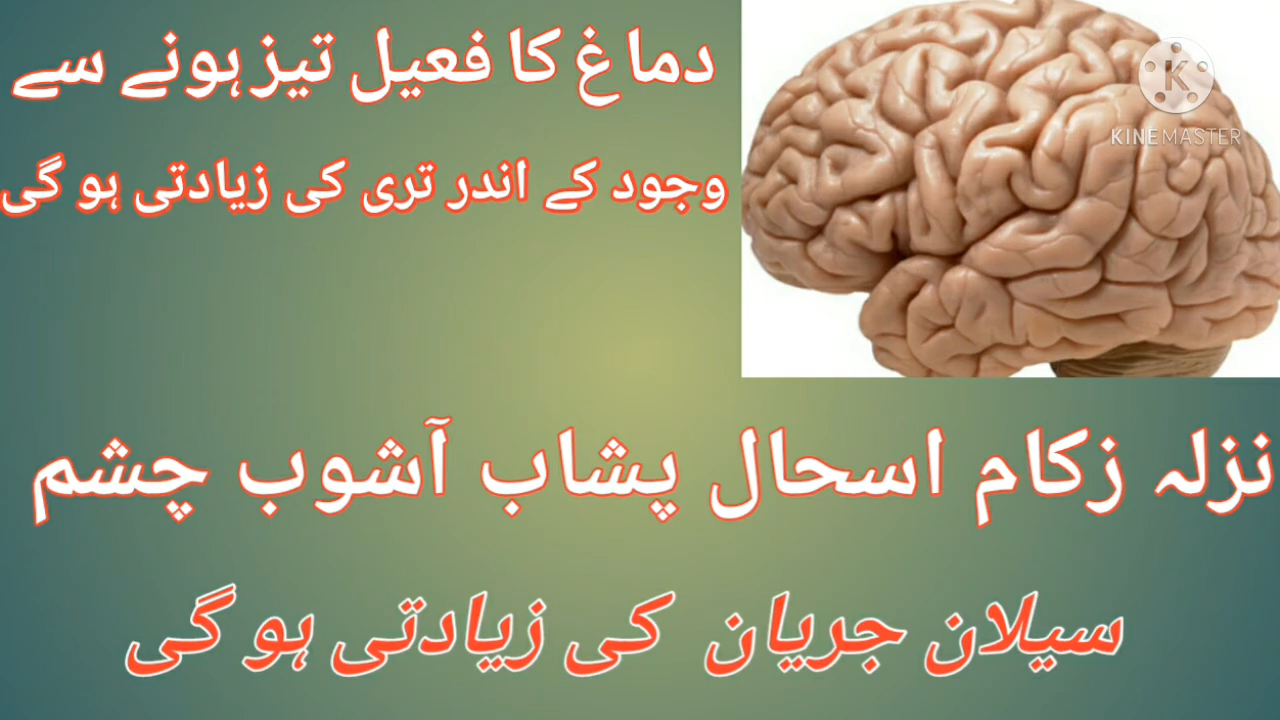 دماغ کا فعیل تیز ہونے سے
وجود کے اندر تری کی زیادتی ہو گی
KINEMASTER
نزلہ زکام اسحال پشاب آشوب چشم
سیلان جریان کی زیادتی ہو گی